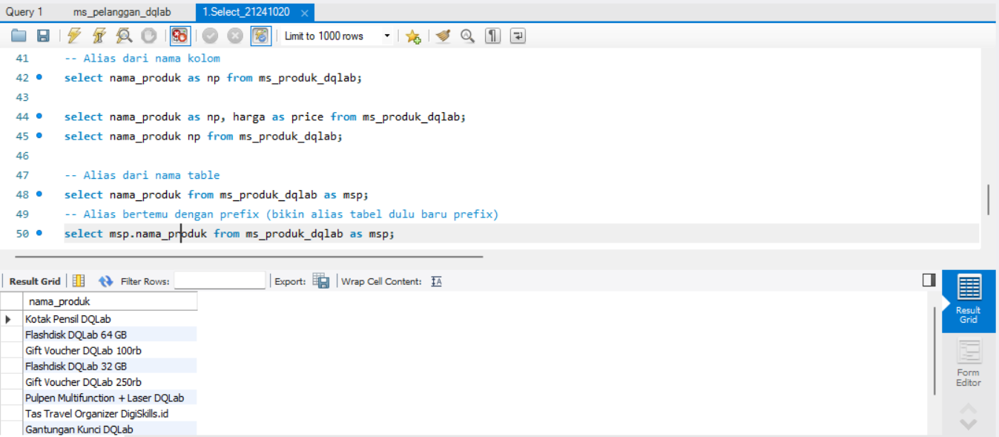 Query 1 ms_pelanggan_dqlab 1.Select_21241020
Limit to 1000 rows
41 -- Alias dari nama kolom
42 select nama_produk as np from ms_produk_dqlab;
43
44 select nama_produk as np, harga as price from ms_produk_dqlab;
45 select nama_produk np from ms_produk_dqlab;
46
47 -- Alias dari nama table
48 select nama_produk from ms_produk_dqlab as msp;
49 -- Alias bertemu dengan prefix (bikin alias tabel dulu baru prefix)
50 select msp.nama_produk from ms_produk_dqlab as msp;
Result Grid Filter Rows: Export: Wrap Cell Content:
nama_produk
Kotak Pensil DQLab
Flashdisk DQLab 64 GB
Gift Voucher DQLab 100rb
Flashdisk DQLab 32 GB
Gift Voucher DQLab 250rb
Pulpen Multifunction + Laser DQLab
Tas Travel Organizer DigiSkills.id
Gantungan Kunci DQLab
Result
Grid
Form
Editor